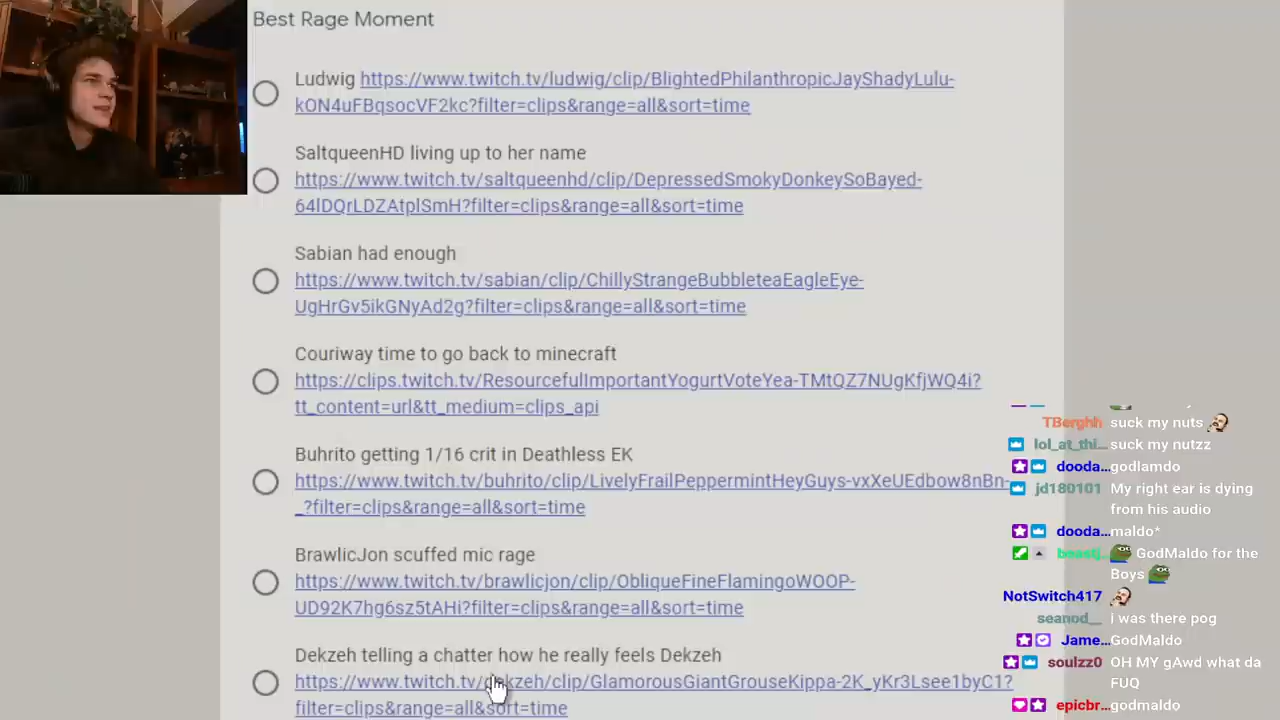 Best Rage Moment
Ludwig https://www.twitch.tv/ludwig/clip/BlightedPhilanthropicJayShadyLulu-
kON4uFBqsocVF2kc?filter=clips&range=all&sort=time
SaltqueenHD living up to her name
https://www.twitch.tv/saltqueenhd/clip/DepressedSmokyDonkeySoBayed-
64lDQrLDZAtplSmH?filter=clips&range=all&sort=time
Sabian had enough
https://www.twitch.tv/sabian/clip/ChillyStrangeBubbleteaEagleEye-
UgHrGv5ikGNyAd2g?filter=clips&range=all&sort=time
Couriway time to go back to minecraft
https://clips.twitch.tv/ResourcefulImportantYogurtVoteYea-TMtQZ7NUgKfjWQ4i?
tt_content=url&tt_medium=clips_api
Buhrito getting 1/16 crit in Deathless EK
https://www.twitch.tv/buhrito/clip/LivelyFrailPeppermintHeyGuys-vxXeUEdbow8nBn-
_?filter=clips&range=all&sort=time
BrawlicJon scuffed mic rage
https://www.twitch.tv/brawlicjon/clip/ObliqueFineFlamingoWOOP-
UD92K7hg6sz5tAHi?filter=clips&range=all&sort=time
Dekzeh telling a chatter how he really feels Dekzeh
https://www.twitch.tv/dekzeh/clip/GlamorousGiantGrouseKippa-2K_yKr3Lsee1byC1?
filter=clips&range=all&sort=time
TBerghh suck my nuts
lol_at_thi... suck my nutzz
dooda... godlamdo
jd180101 My right ear is dying
from his audio
dooda... maldo*
beastj... GodMaldo for the
Boys
NotSwitch417
seanod__ i was there pog
Jame... GodMaldo
soulzz0 OH MY gAwd what da
FUQ
epicbr... godmaldo